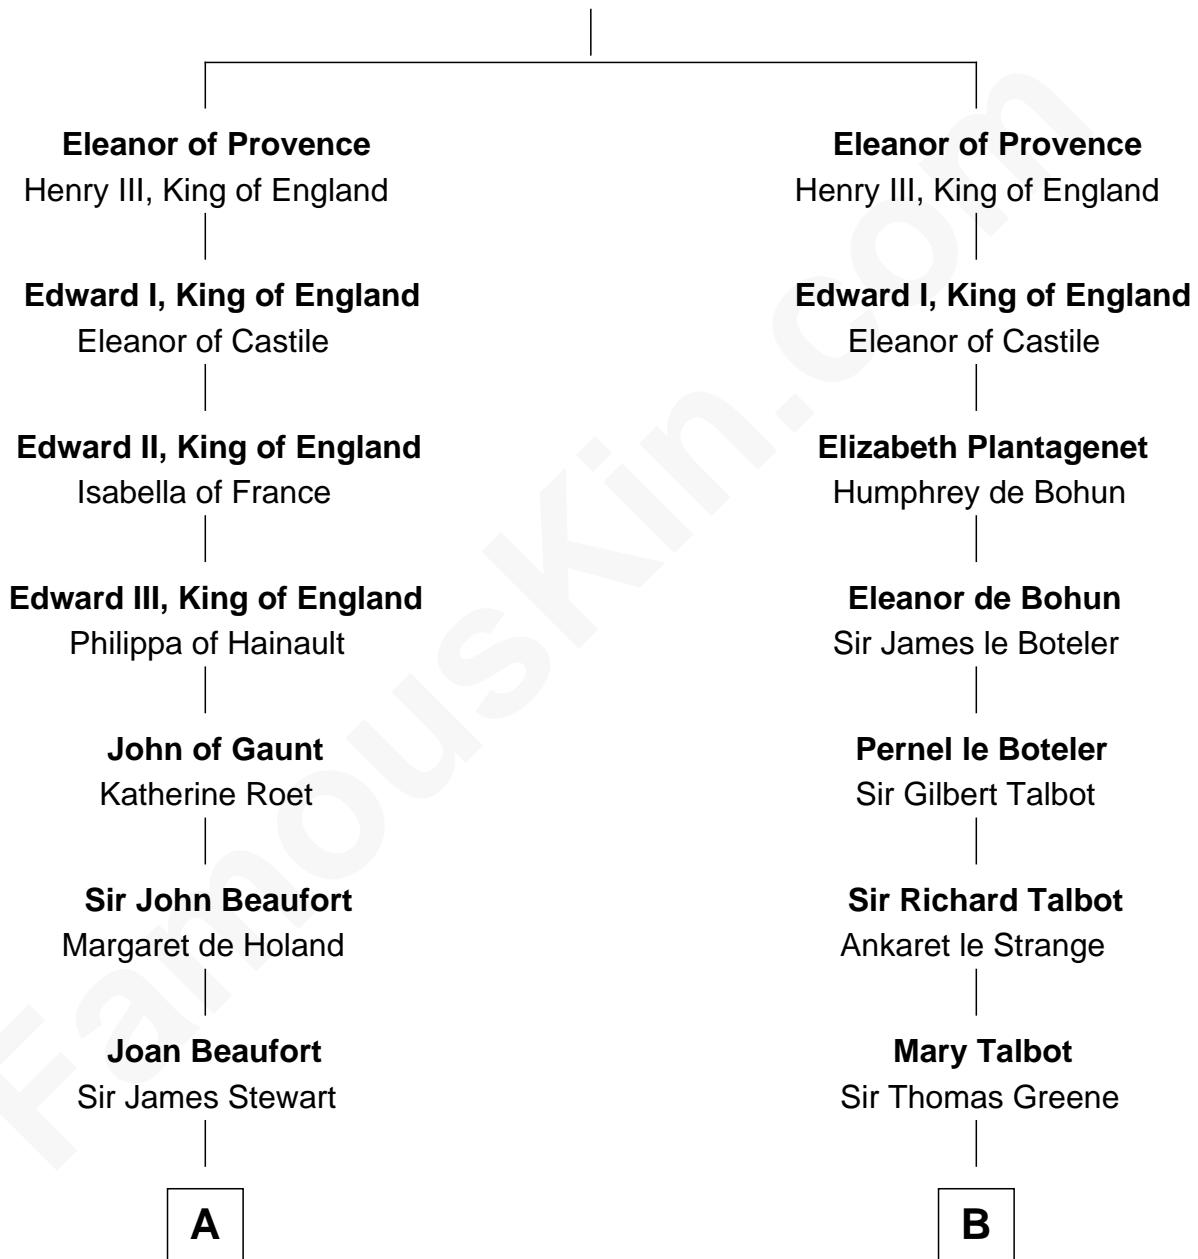 Eleanor of Provence
Henry III, King of England
Edward I, King of England
Eleanor of Castile
Edward II, King of England
Isabella of France
Edward III, King of England
Philippa of Hainault
John of Gaunt
Katherine Roet
Sir John Beaufort
Margaret de Holand
Joan Beaufort
Sir James Stewart
A
Eleanor of Provence
Henry III, King of England
Edward I, King of England
Eleanor of Castile
Elizabeth Plantagenet
Humphrey de Bohun
Eleanor de Bohun
Sir James le Boteler
Pernel le Boteler
Sir Gilbert Talbot
Sir Richard Talbot
Ankaret le Strange
Mary Talbot
Sir Thomas Greene
B
FamousKin.com